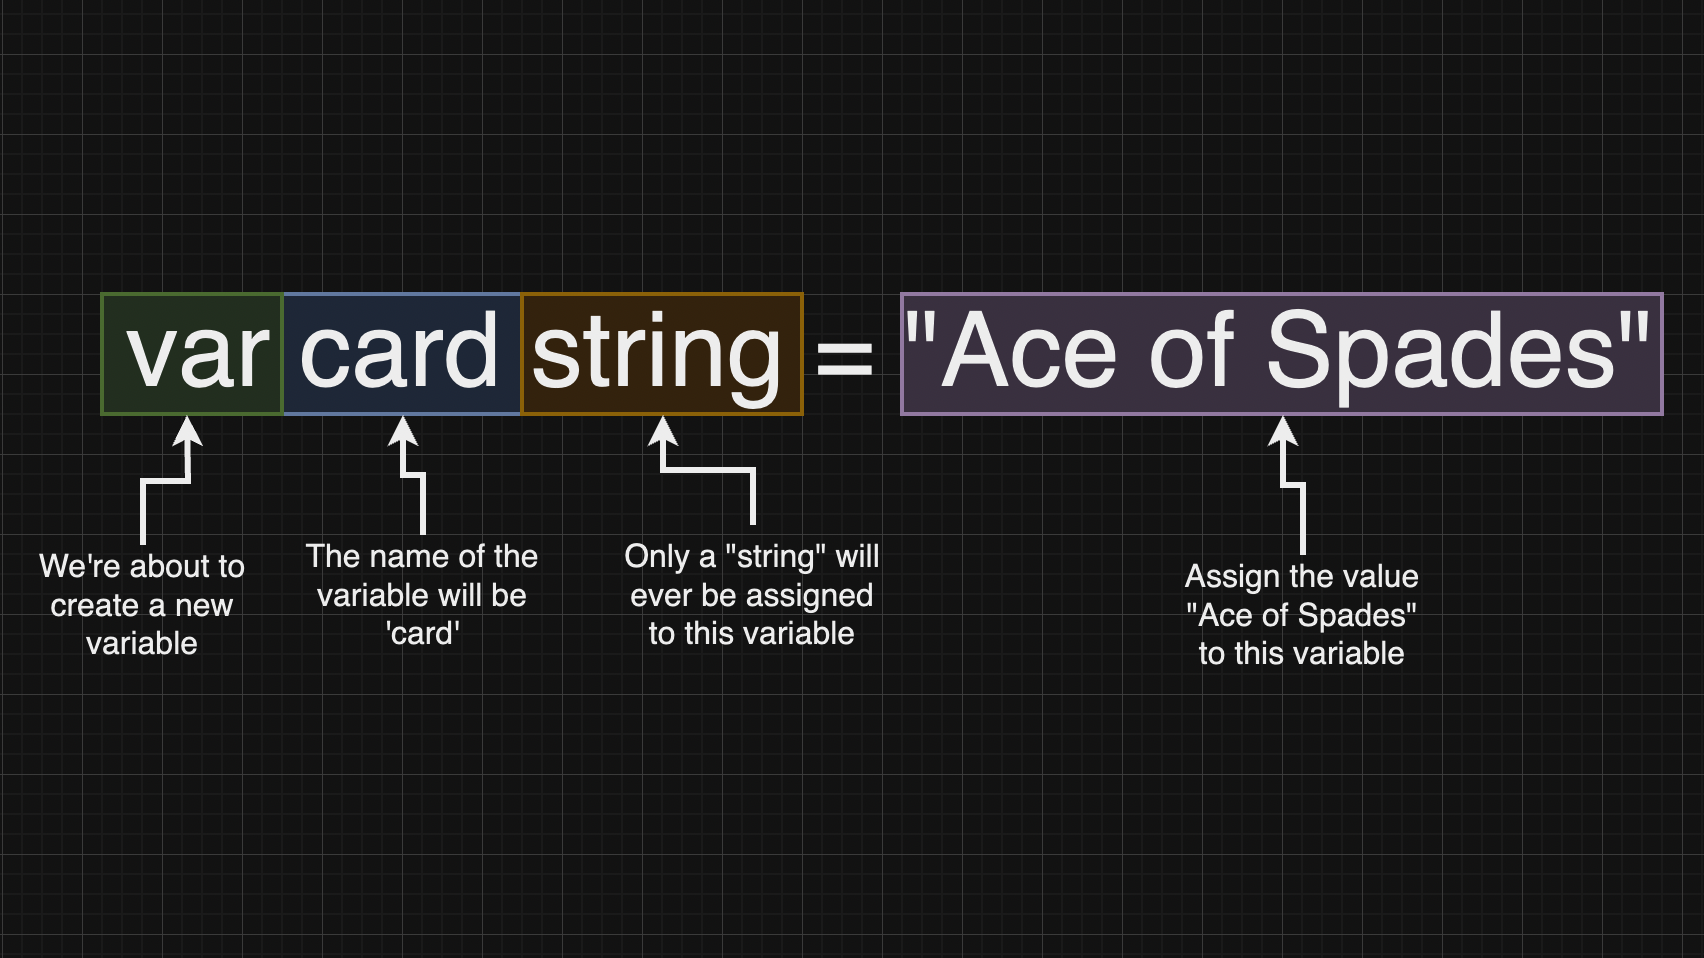 var card string = "Ace of Spades"
We're about to
create a new
variable
The name of the
variable will be
'card'
Only a "string" will
ever be assigned
to this variable
Assign the value
"Ace of Spades"
to this variable